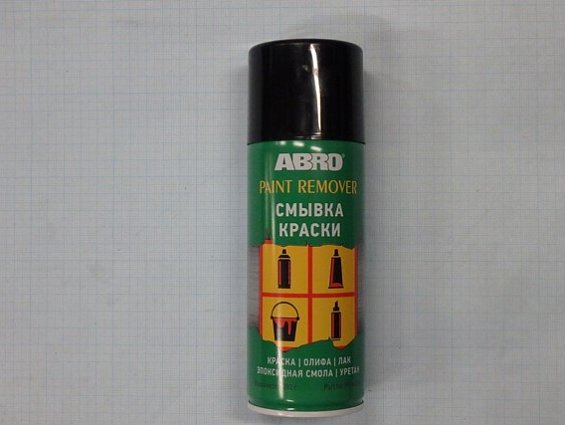 ABRO
PAINT REMOVER
СМЫВКА
КРАСКИ
КРАСКА | ОЛИФА | ЛАК
ЭПОКСИДНАЯ СМОЛА | УРЕТАН